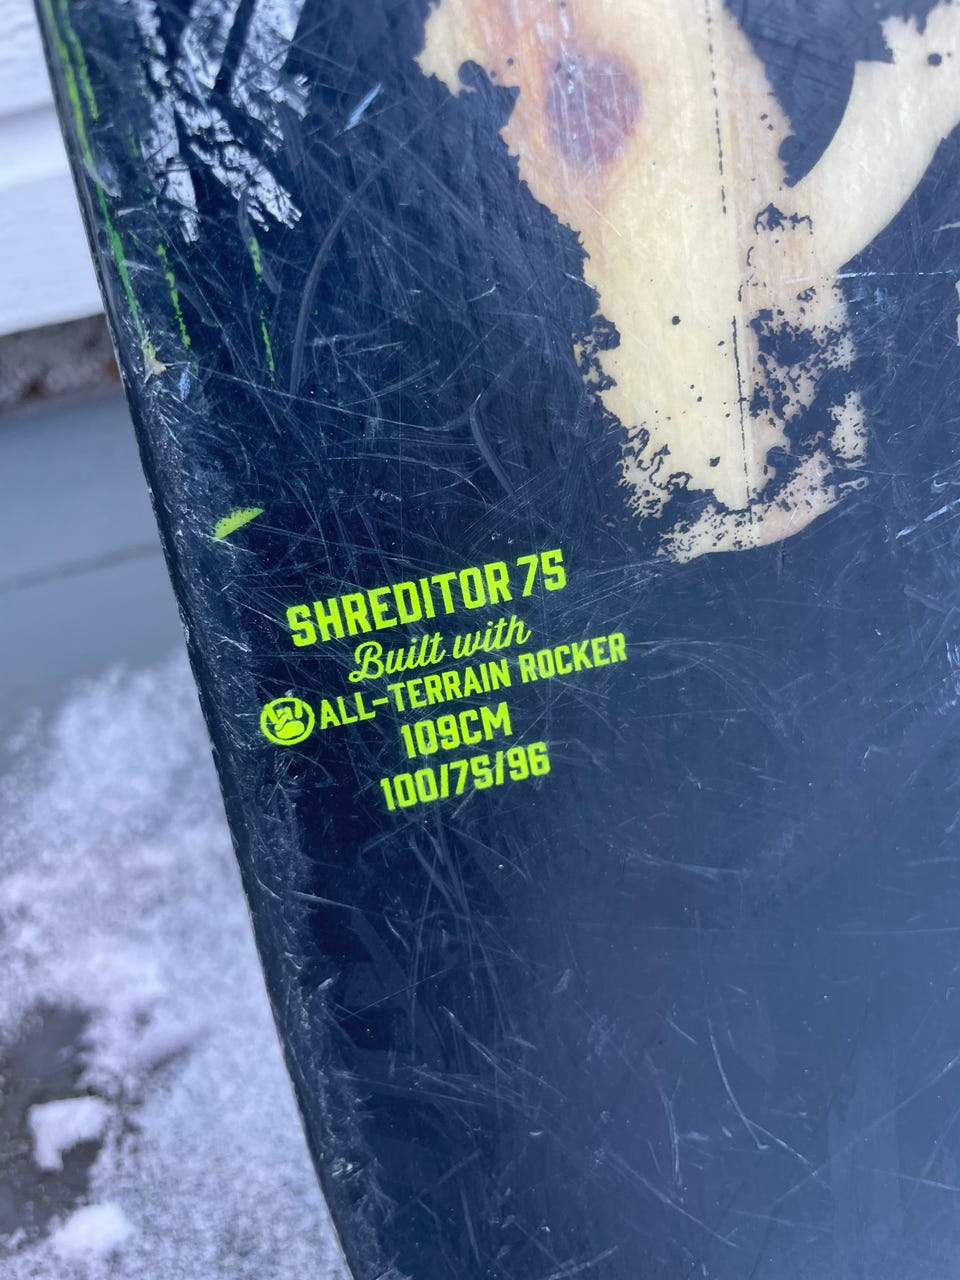 SHREDITOR 75
Built with
ALL-TERRAIN ROCKER
109CM
100/75/96